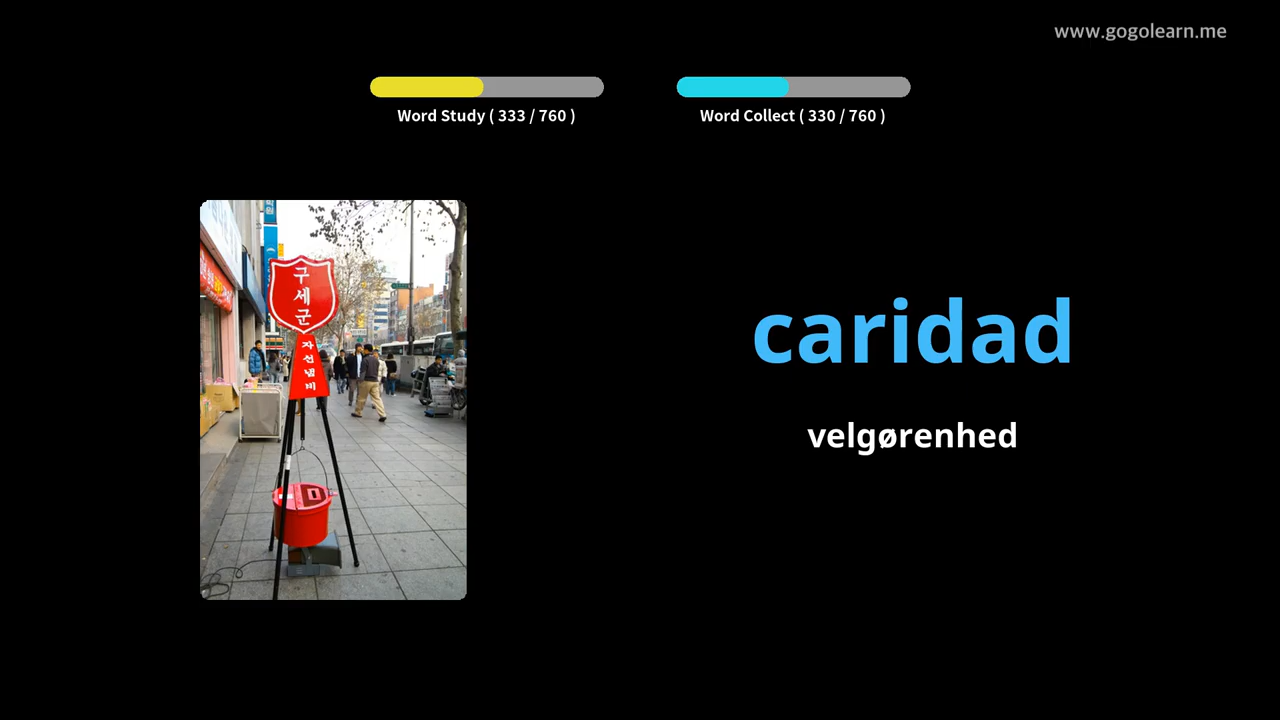 www.gogolearn.me
Word Study ( 333 / 760 )
Word Collect ( 330 / 760 )
구
세
군
자
선
냄
비
caridad
velgørenhed